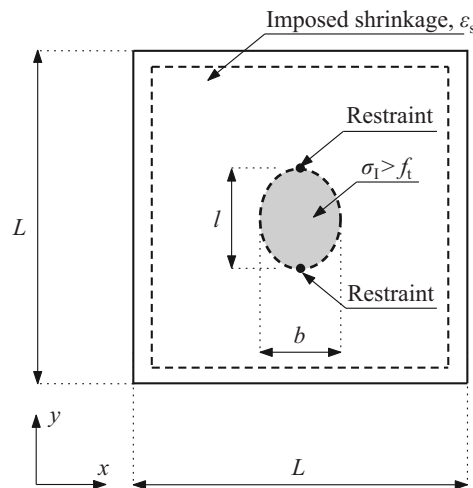 Imposed shrinkage, εs
Restraint
σI > ft
L
l
Restraint
b
y
x
L